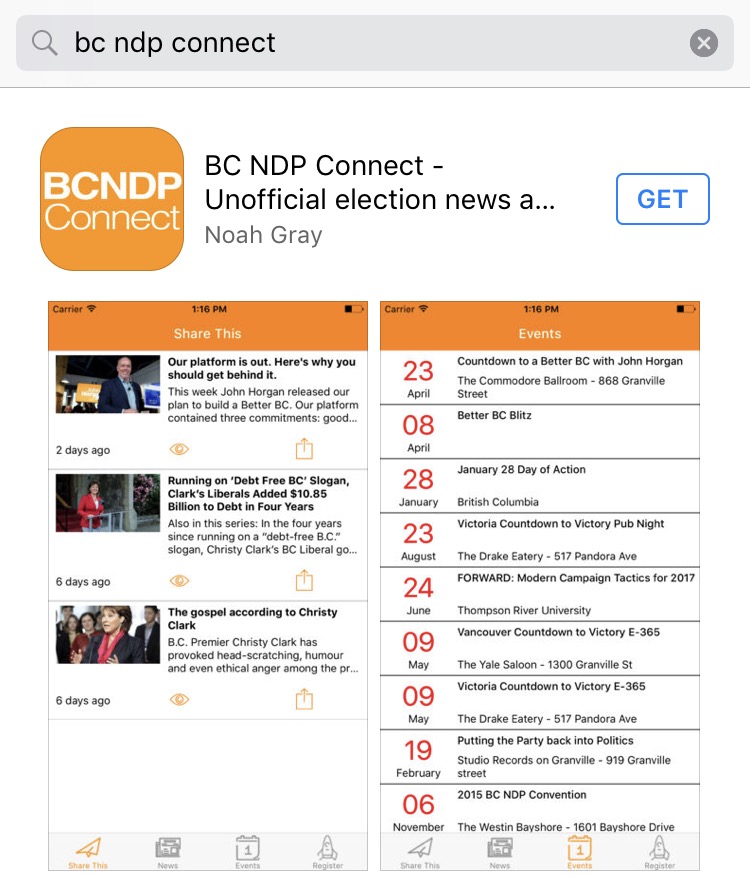 bc ndp connect
BCNDP
Connect
BC NDP Connect -
Unofficial election news a...
Noah Gray
GET
Carrier 1:16 PM
Share This
Our platform is out. Here's why you
should get behind it.
This week John Horgan released our
plan to build a Better BC. Our platform
contained three commitments: good...
2 days ago
Running on 'Debt Free BC' Slogan,
Clark's Liberals Added $10.85
Billion to Debt in Four Years
Also in this series: In the four years
since running on a "debt-free B.C."
slogan, Christy Clark's BC Liberal go...
6 days ago
The gospel according to Christy
Clark
B.C. Premier Christy Clark has
provoked head-scratching, humour
and even ethical anger among the pr...
6 days ago
Share This News Events Register
Carrier 1:16 PM
Events
23 April
Countdown to a Better BC with John Horgan
The Commodore Ballroom - 868 Granville
Street
08 April
Better BC Blitz
28 January
January 28 Day of Action
British Columbia
23 August
Victoria Countdown to Victory Pub Night
The Drake Eatery - 517 Pandora Ave
24 June
FORWARD: Modern Campaign Tactics for 2017
Thompson River University
09 May
Vancouver Countdown to Victory E-365
The Yale Saloon - 1300 Granville St
09 May
Victoria Countdown to Victory E-365
The Drake Eatery - 517 Pandora Ave
19 February
Putting the Party back into Politics
Studio Records on Granville - 919 Granville
street
06 November
2015 BC NDP Convention
The Westin Bayshore - 1601 Bayshore Drive
Share This News 1 Events Register